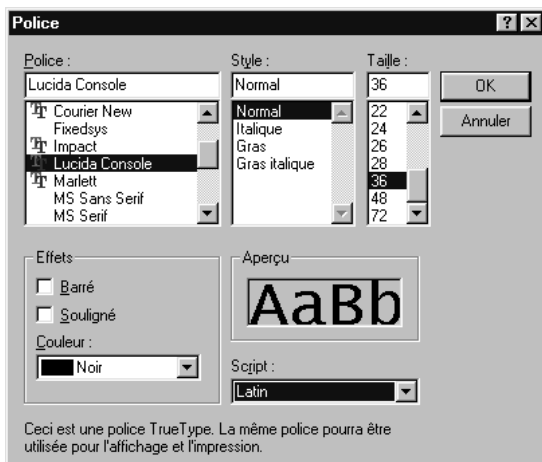 Police
Police :
Style :
Taille :
Lucida Console
Normal
36
OK
Annuler
Courier New
Fixedsys
Impact
Lucida Console
Marlett
MS Sans Serif
MS Serif
Normal
Italique
Gras
Gras italique
22
24
26
28
36
48
72
Effets
Barré
Souligné
Couleur :
Noir
Aperçu
AaBb
Script :
Latin
Ceci est une police TrueType. La même police pourra être
utilisée pour l'affichage et l'impression.